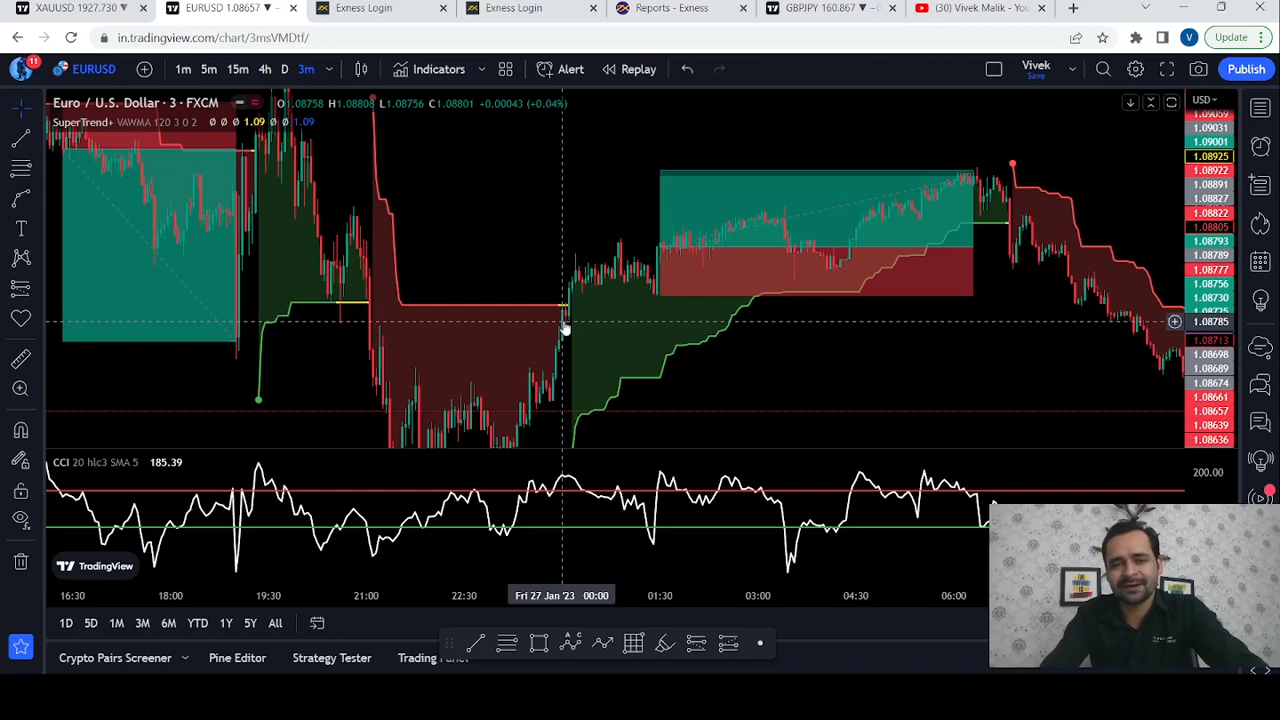 XAUUSD 1927.730 ▼
EURUSD 1.08657 ▼ –
Exness Login
Exness Login
Reports - Exness
GBPJPY 160.867 ▼ –
(30) Vivek Malik - You
in.tradingview.com/chart/3msVMDtf/
V
Update
11
EURUSD
1m 5m 15m 4h D 3m
Indicators
Alert
Replay
Vivek
Save
Publish
Euro / U.S. Dollar · 3 · FXCM
O1.08758 H1.08808 L1.08756 C1.08801 +0.00043 (+0.04%)
SuperTrend+ VAWMA 120 3 0 2 Ø Ø Ø 1.09 Ø Ø 1.09
USD
1.09059
1.09031
1.09001
1.08925
1.08922
1.08891
1.08827
1.08822
1.08805
1.08793
1.08789
1.08777
1.08756
1.08730
1.08725
1.08785
1.08713
1.08698
1.08689
1.08674
1.08661
1.08657
1.08639
1.08636
CCI 20 hlc3 SMA 5 185.39
200.00
TradingView
16:30 18:00 19:30 21:00 22:30 Fri 27 Jan '23 00:00 01:30 03:00 04:30 06:00
1D 5D 1M 3M 6M YTD 1Y 5Y All
Crypto Pairs Screener
Pine Editor
Strategy Tester
Trading Panel